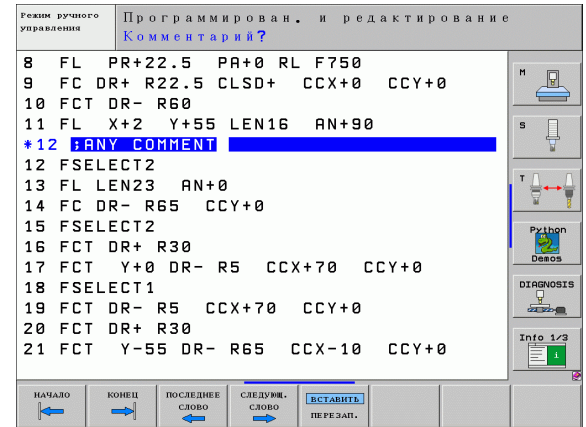 Режим ручного
управления
Программирован. и редактирование
Комментарий?
8 FL PR+22.5 PA+0 RL F750
9 FC DR+ R22.5 CLSD+ CCX+0 CCY+0
10 FCT DR- R60
11 FL X+2 Y+55 LEN16 AN+90
*12 ;ANY COMMENT
12 FSELECT2
13 FL LEN23 AN+0
14 FC DR- R65 CCY+0
15 FSELECT2
16 FCT DR+ R30
17 FCT Y+0 DR- R5 CCX+70 CCY+0
18 FSELECT1
19 FCT DR- R5 CCX+70 CCY+0
20 FCT DR+ R30
21 FCT Y-55 DR- R65 CCX-10 CCY+0
M
S
T
Python
Demos
DIAGNOSIS
Info 1/3
i
НАЧАЛО
КОНЕЦ
ПОСЛЕДНЕЕ
СЛОВО
СЛЕДУЮЩ.
СЛОВО
ВСТАВИТЬ
ПЕРЕЗАП.